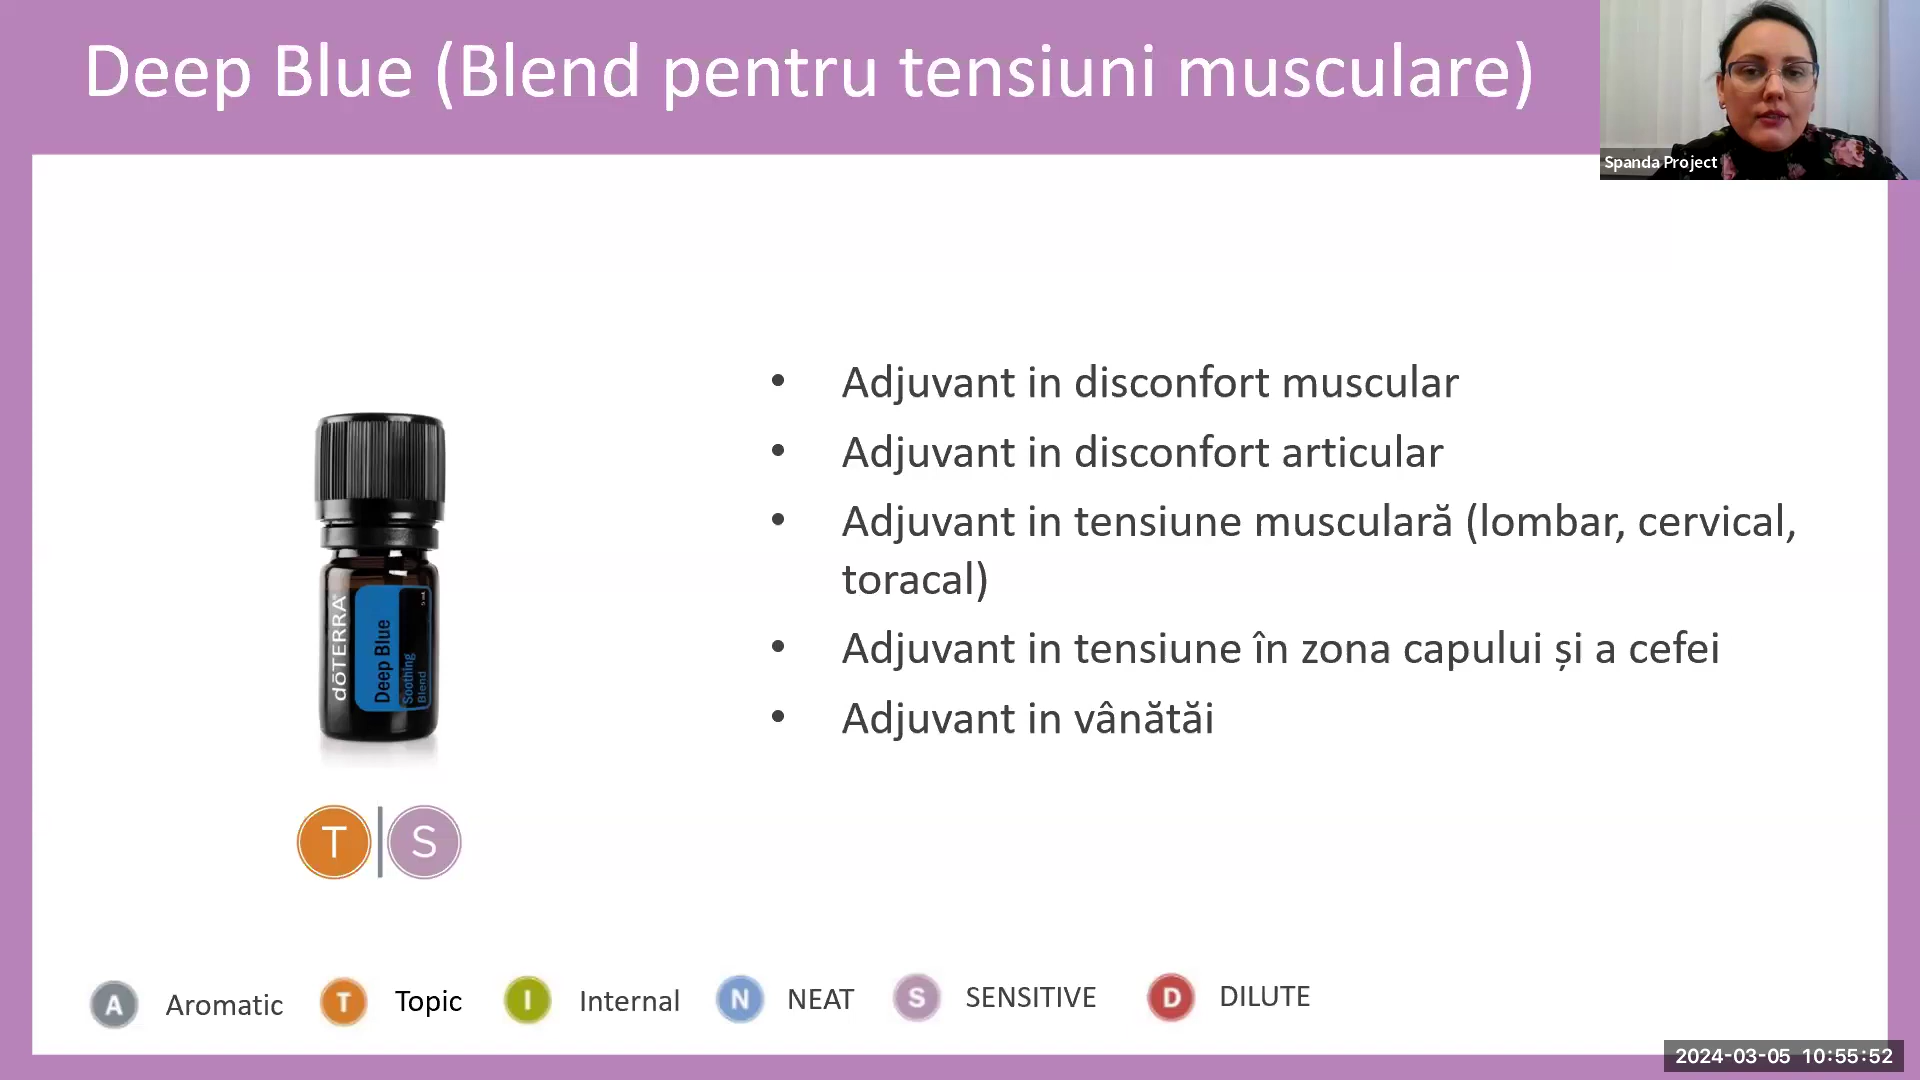 Deep Blue (Blend pentru tensiuni musculare)
Spanda Project
• Adjuvant in disconfort muscular
• Adjuvant in disconfort articular
• Adjuvant in tensiune musculară (lombar, cervical,
toracal)
• Adjuvant in tensiune în zona capului și a cefei
• Adjuvant in vânătăi
dōTERRA®
Deep Blue
Soothing
Blend
5 mL
T | S
A Aromatic T Topic I Internal N NEAT S SENSITIVE D DILUTE
2024-03-05 10:55:52